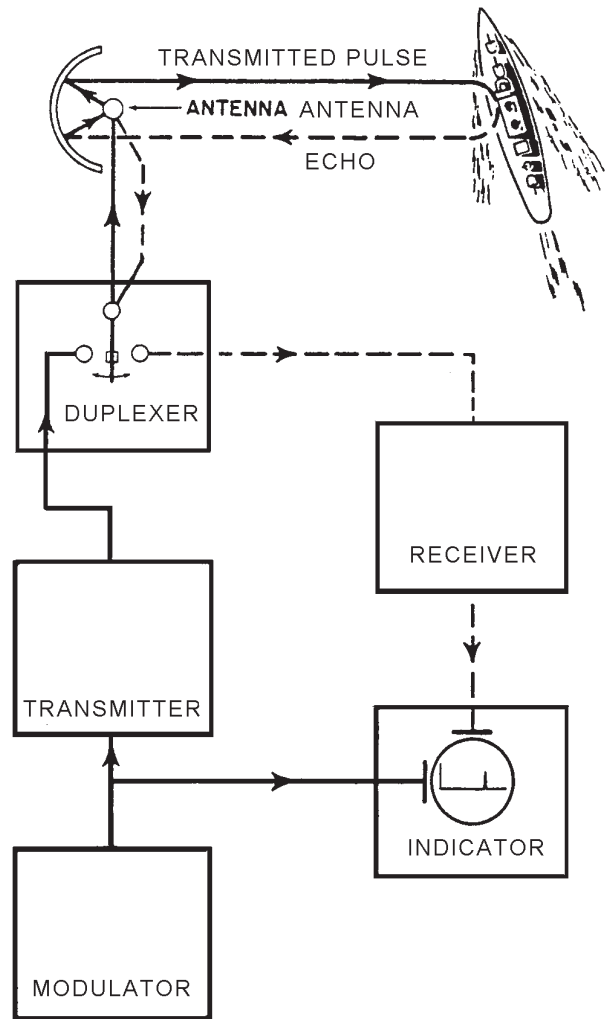 TRANSMITTED PULSE
ANTENNA ANTENNA
ECHO
DUPLEXER
RECEIVER
TRANSMITTER
INDICATOR
MODULATOR